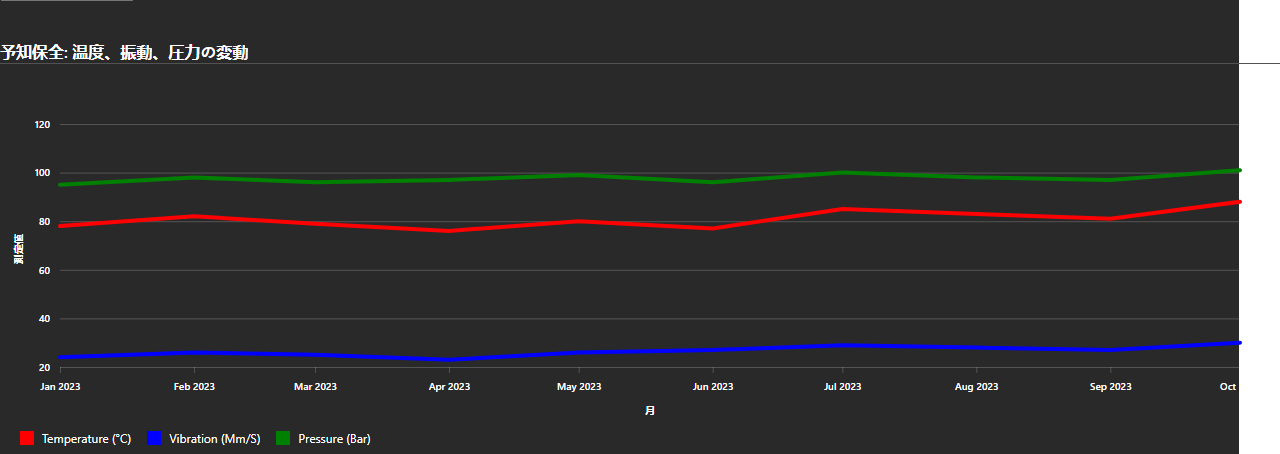 予知保全: 温度、振動、圧力の変動
120
100
80
60
40
20
測定値
Jan 2023 Feb 2023 Mar 2023 Apr 2023 May 2023 Jun 2023 Jul 2023 Aug 2023 Sep 2023 Oct
月
Temperature (°C) Vibration (Mm/S) Pressure (Bar)